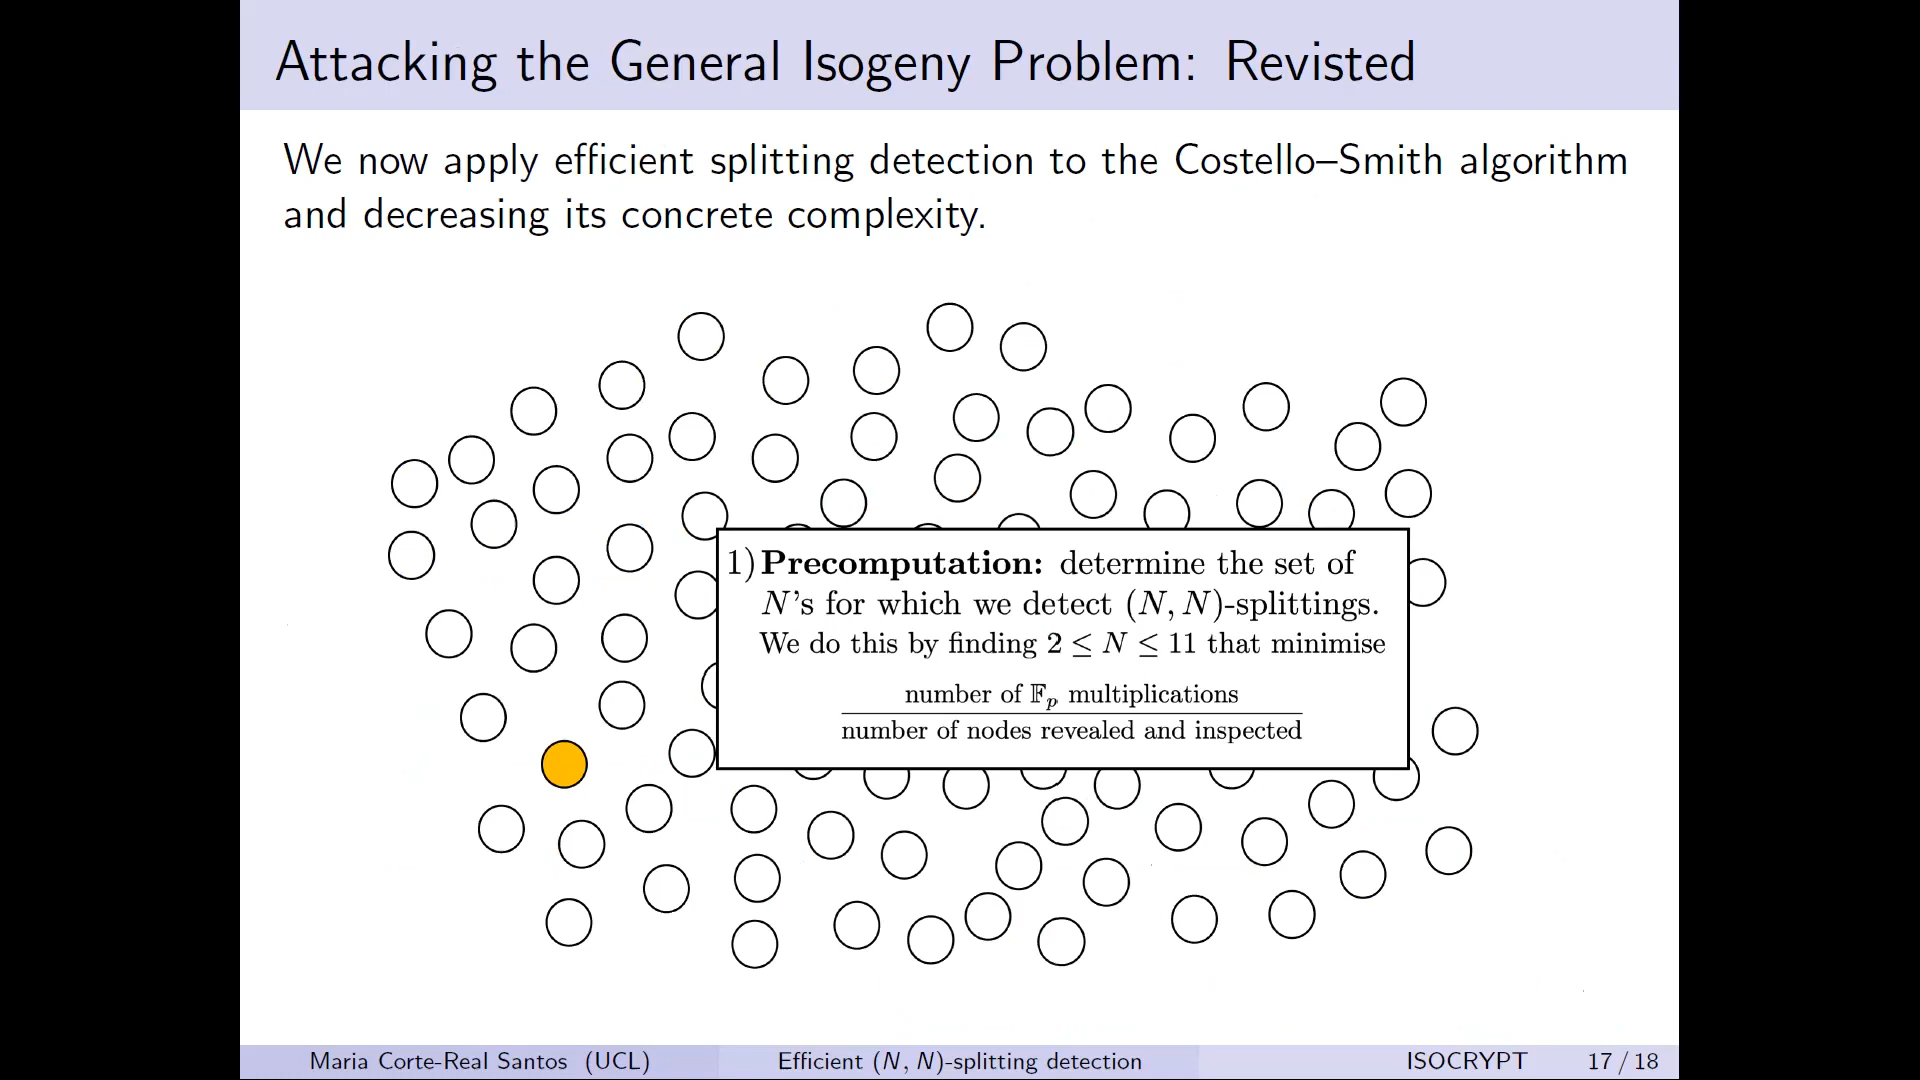 Attacking the General Isogeny Problem: Revisted
We now apply efficient splitting detection to the Costello–Smith algorithm
and decreasing its concrete complexity.
1) Precomputation: determine the set of
N's for which we detect (N, N)-splittings.
We do this by finding 2 ≤ N ≤ 11 that minimise
number of 𝔽ₚ multiplications
number of nodes revealed and inspected
Maria Corte-Real Santos (UCL) Efficient (N, N)-splitting detection ISOCRYPT 17 / 18